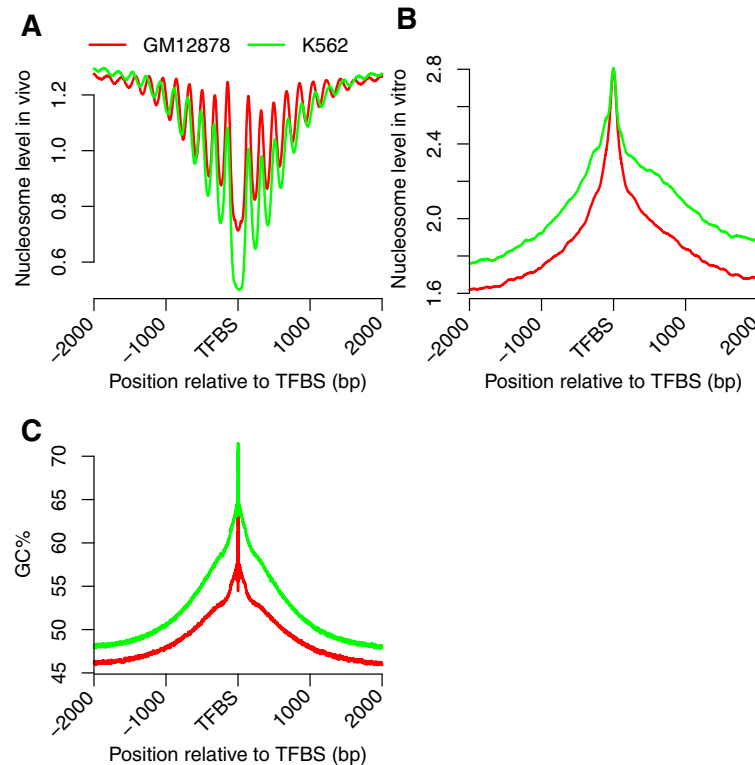 A
GM12878 K562
Nucleosome level in vivo
1.2
1.0
0.8
0.6
−2000 −1000 TFBS 1000 2000
Position relative to TFBS (bp)
B
Nucleosome level in vitro
2.8
2.4
2.0
1.6
−2000 −1000 TFBS 1000 2000
Position relative to TFBS (bp)
C
GC%
70
65
60
55
50
45
−2000 −1000 TFBS 1000 2000
Position relative to TFBS (bp)